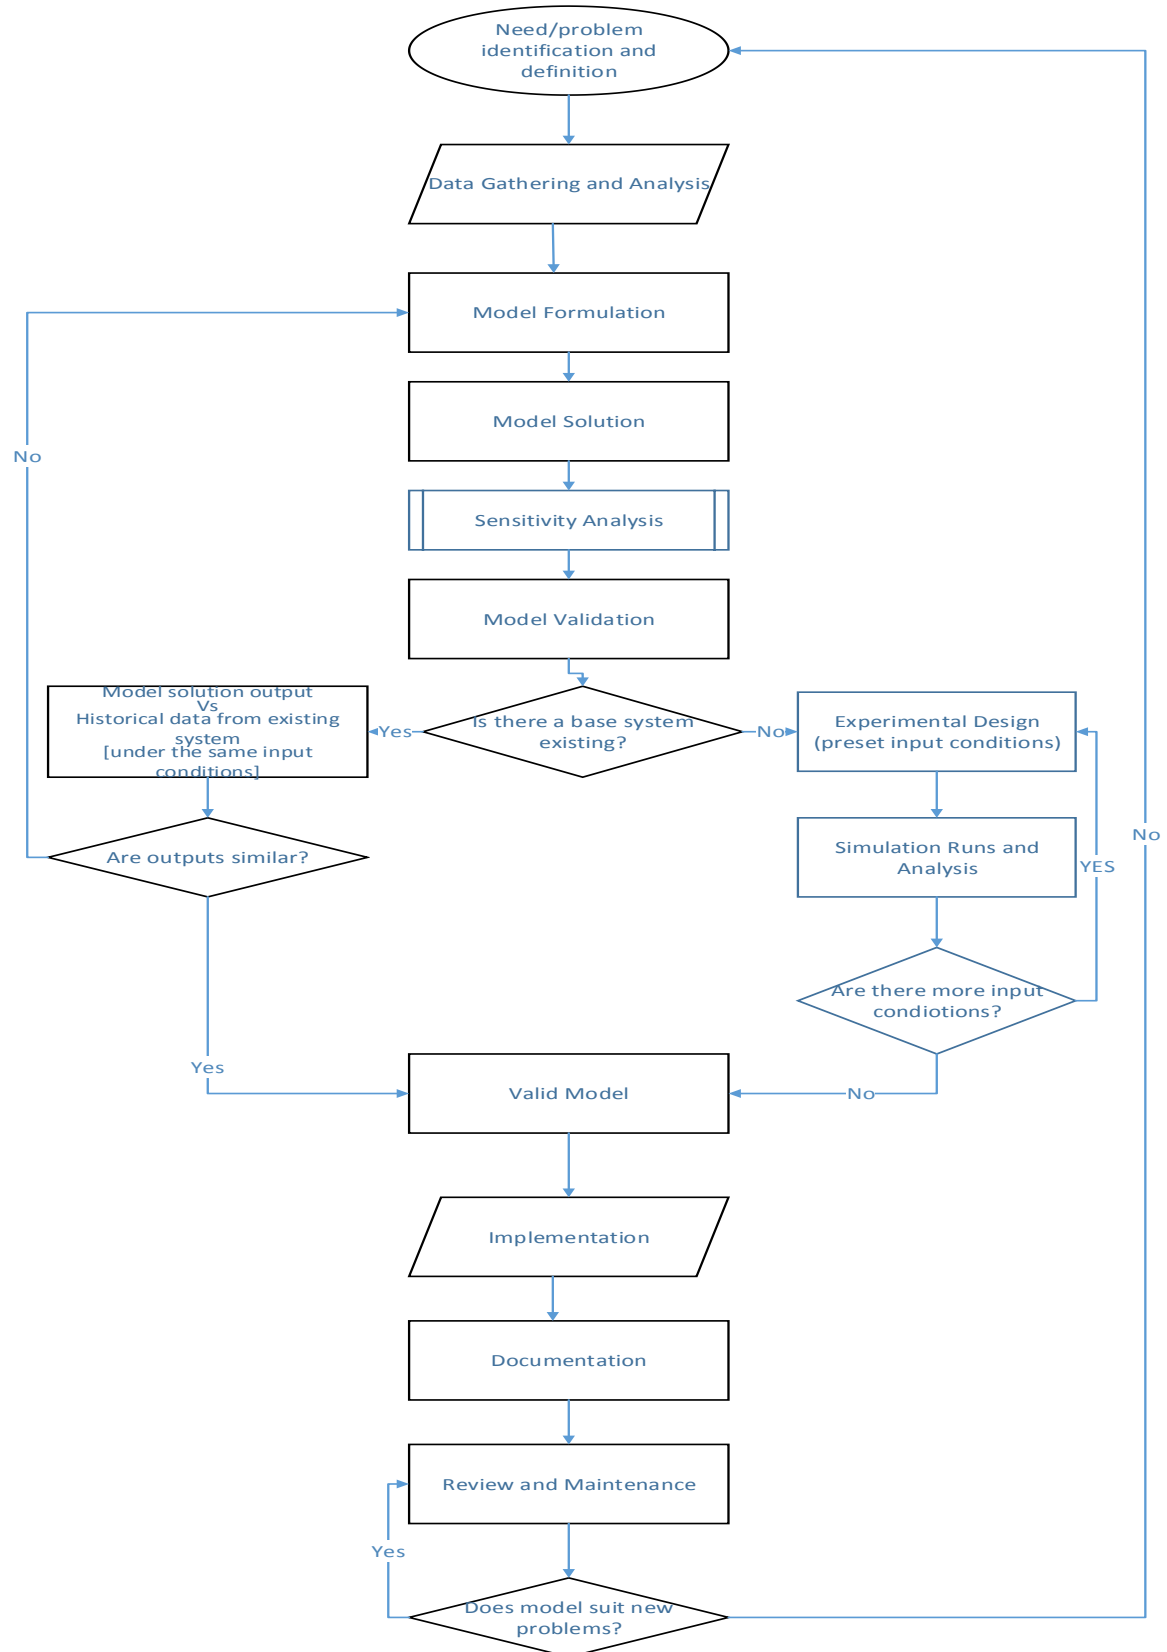 Need/problem
identification and
definition
Data Gathering and Analysis
Model Formulation
Model Solution
No
Sensitivity Analysis
Model Validation
Model solution output
Vs
Historical data from existing
system
[under the same input
conditions]
Yes
Is there a base system
existing?
No
Experimental Design
(preset input conditions)
Are outputs similar?
Simulation Runs and
Analysis
YES
No
Are there more input
condiotions?
Yes
Valid Model
No
Implementation
Documentation
Review and Maintenance
Yes
Does model suit new
problems?